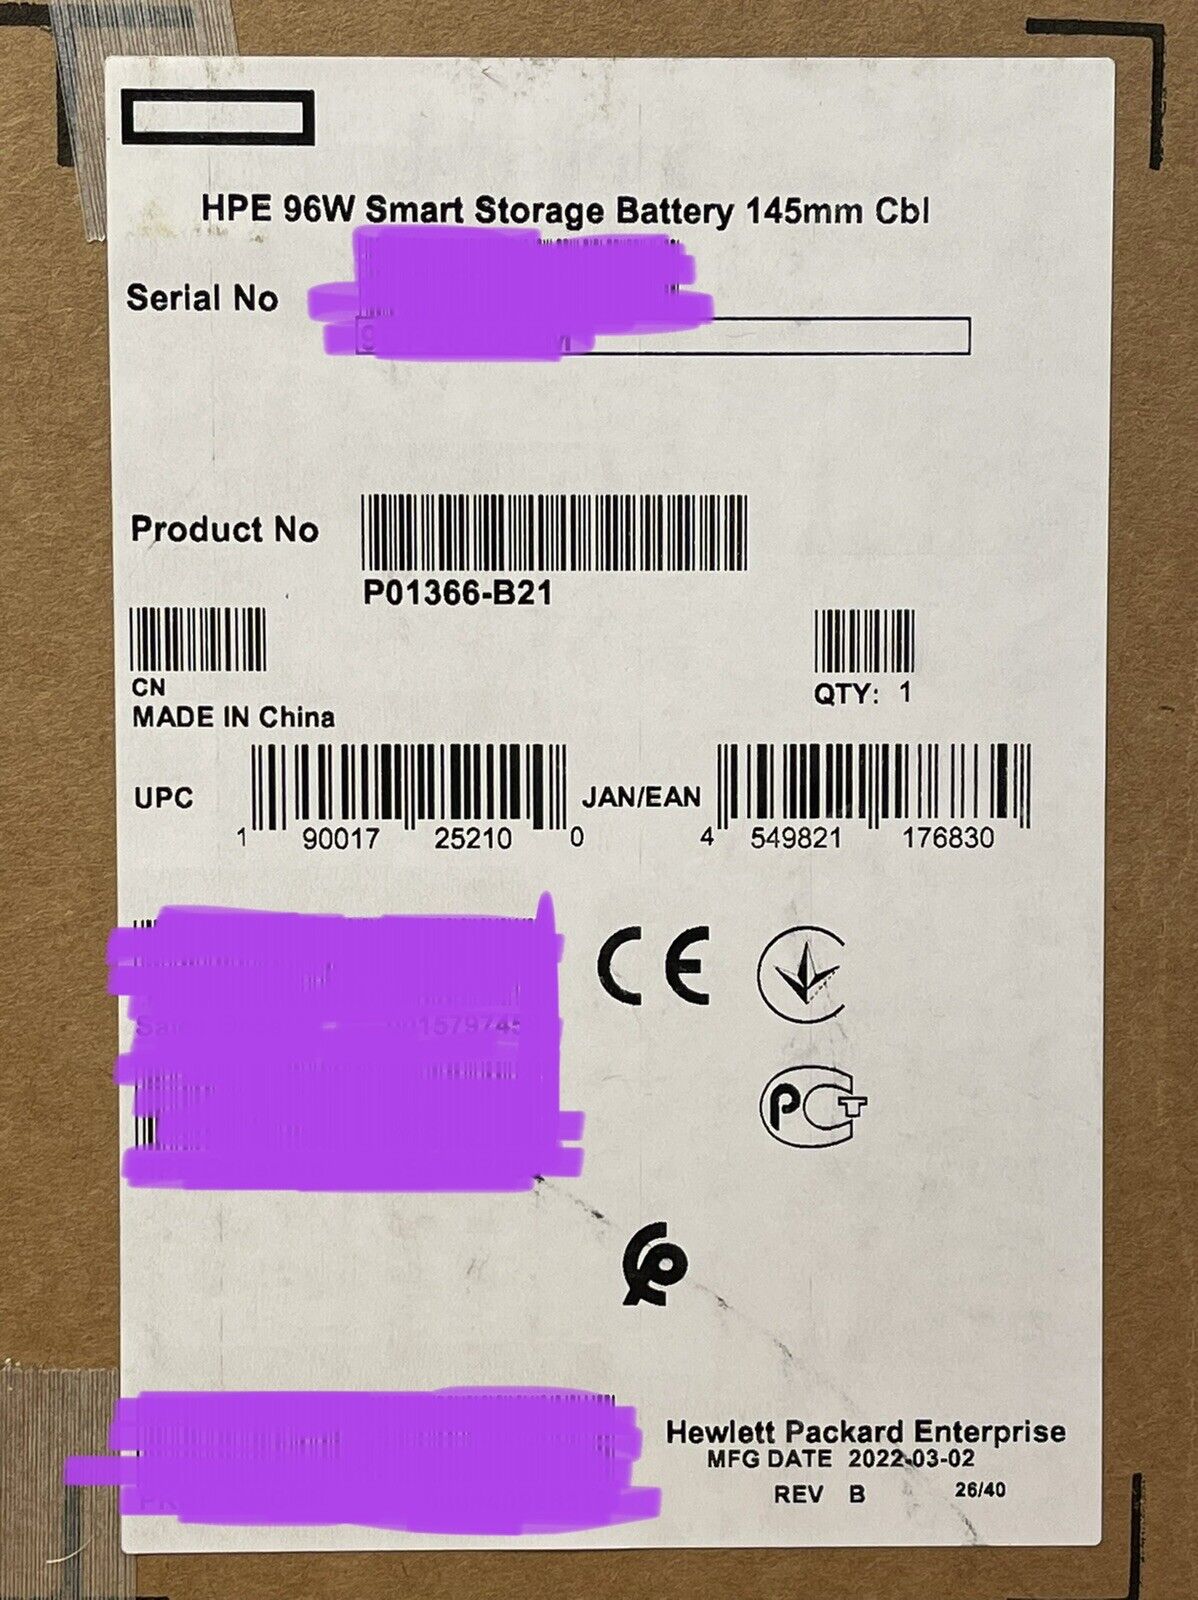 HPE 96W Smart Storage Battery 145mm Cbl
Serial No
Product No
P01366-B21
CN
MADE IN China
QTY: 1
UPC
1 90017 25210 0
JAN/EAN
4 549821 176830
CE
Hewlett Packard Enterprise
MFG DATE 2022-03-02
REV B 26/40